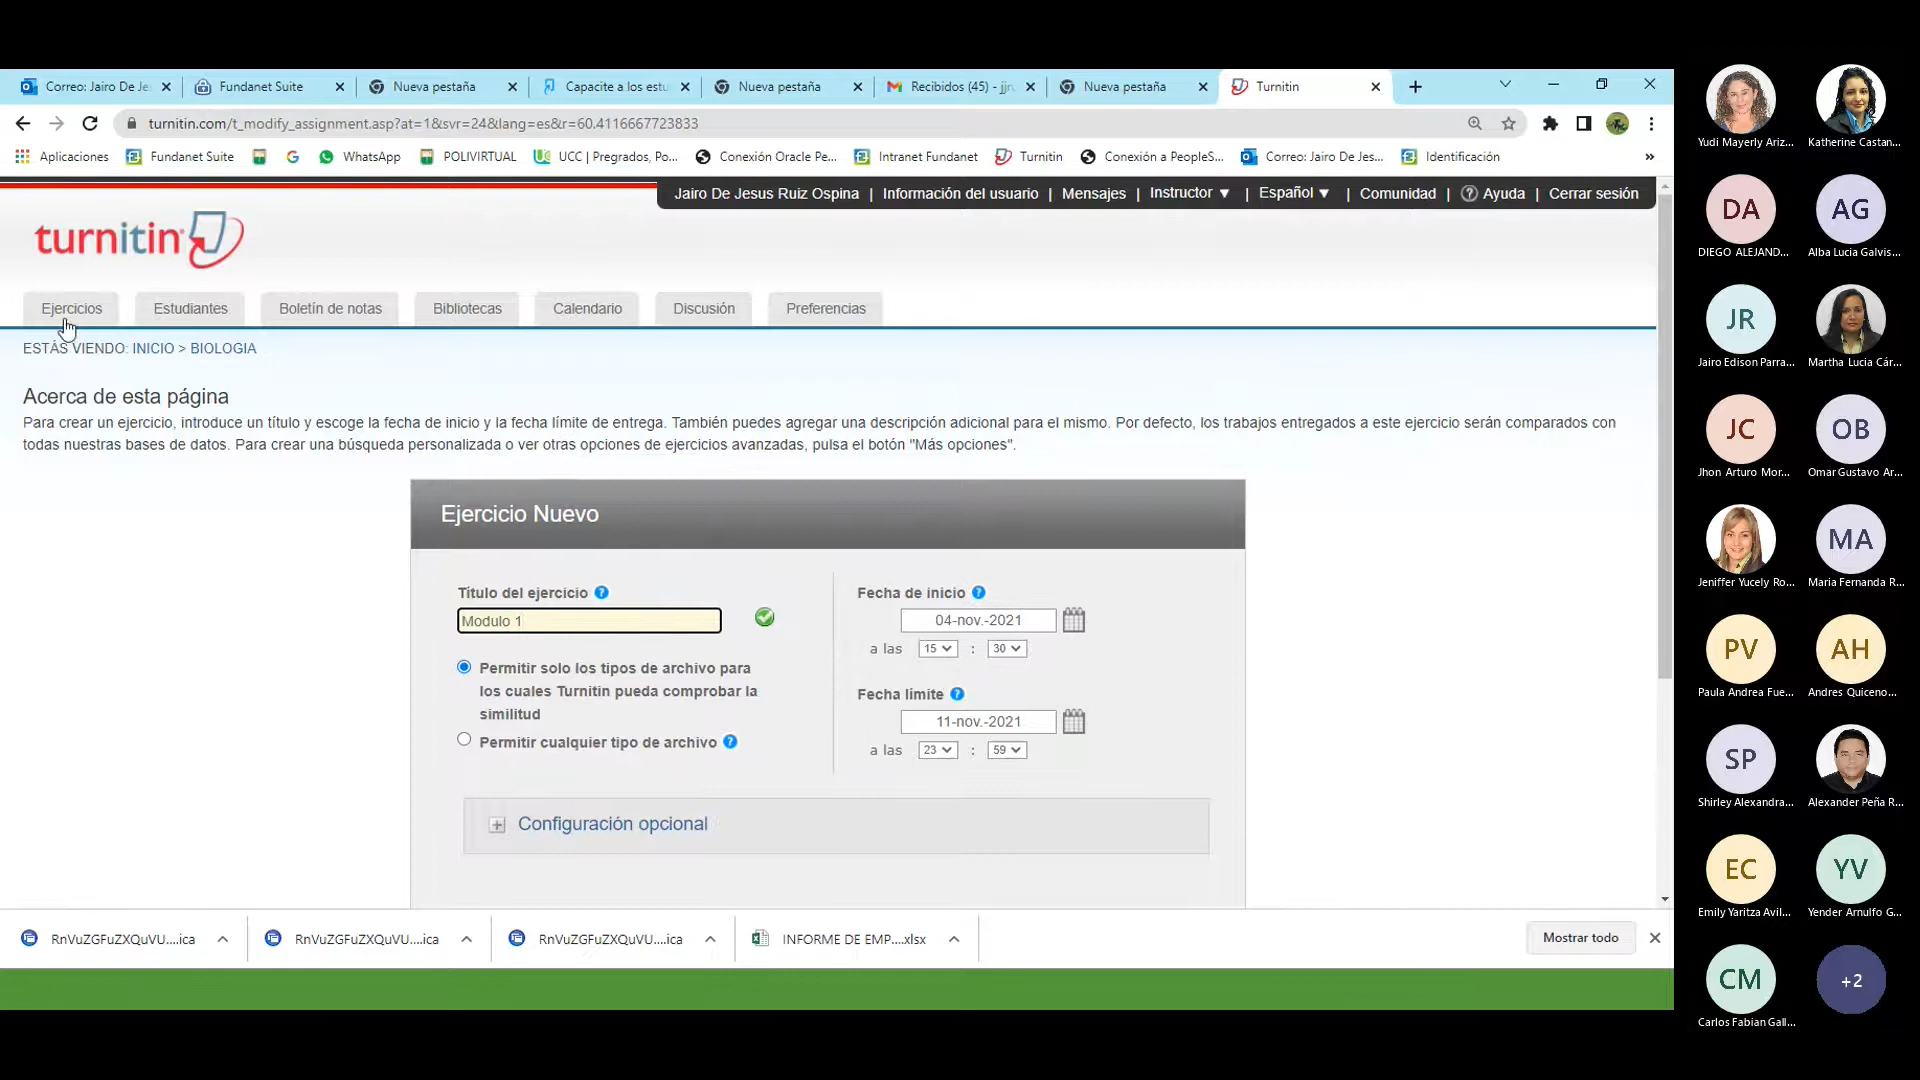 Correo: Jairo De Je
Fundanet Suite
Nueva pestaña
Capacite a los estu
Nueva pestaña
Recibidos (45) - jjr
Nueva pestaña
Turnitin
turnitin.com/t_modify_assignment.asp?at=1&svr=24&lang=es&r=60.4116667723833
Aplicaciones
Fundanet Suite
WhatsApp
POLIVIRTUAL
UCC | Pregrados, Po...
Conexión Oracle Pe...
Intranet Fundanet
Turnitin
Conexión a PeopleS...
Correo: Jairo De Jes...
Identificación
»
Jairo De Jesus Ruiz Ospina | Información del usuario | Mensajes | Instructor ▼ | Español ▼ | Comunidad | ? Ayuda | Cerrar sesión
turnitin
Ejercicios
Estudiantes
Boletín de notas
Bibliotecas
Calendario
Discusión
Preferencias
ESTÁS VIENDO: INICIO > BIOLOGIA
Acerca de esta página
Para crear un ejercicio, introduce un título y escoge la fecha de inicio y la fecha límite de entrega. También puedes agregar una descripción adicional para el mismo. Por defecto, los trabajos entregados a este ejercicio serán comparados con
todas nuestras bases de datos. Para crear una búsqueda personalizada o ver otras opciones de ejercicios avanzadas, pulsa el botón "Más opciones".
Ejercicio Nuevo
Título del ejercicio ?
Modulo 1
Permitir solo los tipos de archivo para
los cuales Turnitin pueda comprobar la
similitud
Permitir cualquier tipo de archivo ?
Fecha de inicio ?
04-nov.-2021
a las 15 : 30
Fecha límite ?
11-nov.-2021
a las 23 : 59
Configuración opcional
RnVuZGFuZXQuVU....ica
RnVuZGFuZXQuVU....ica
RnVuZGFuZXQuVU....ica
INFORME DE EMP....xlsx
Mostrar todo
Yudi Mayerly Ariz...
Katherine Castan...
DA
DIEGO ALEJAND...
AG
Alba Lucia Galvis...
JR
Jairo Edison Parra...
Martha Lucia Cár...
JC
Jhon Arturo Mor...
OB
Omar Gustavo Ar...
Jeniffer Yucely Ro...
MA
Maria Fernanda R...
PV
Paula Andrea Fue...
AH
Andres Quiceno...
SP
Shirley Alexandra...
Alexander Peña R...
EC
Emily Yaritza Avil...
YV
Yender Arnulfo G...
CM
Carlos Fabian Gall...
+2